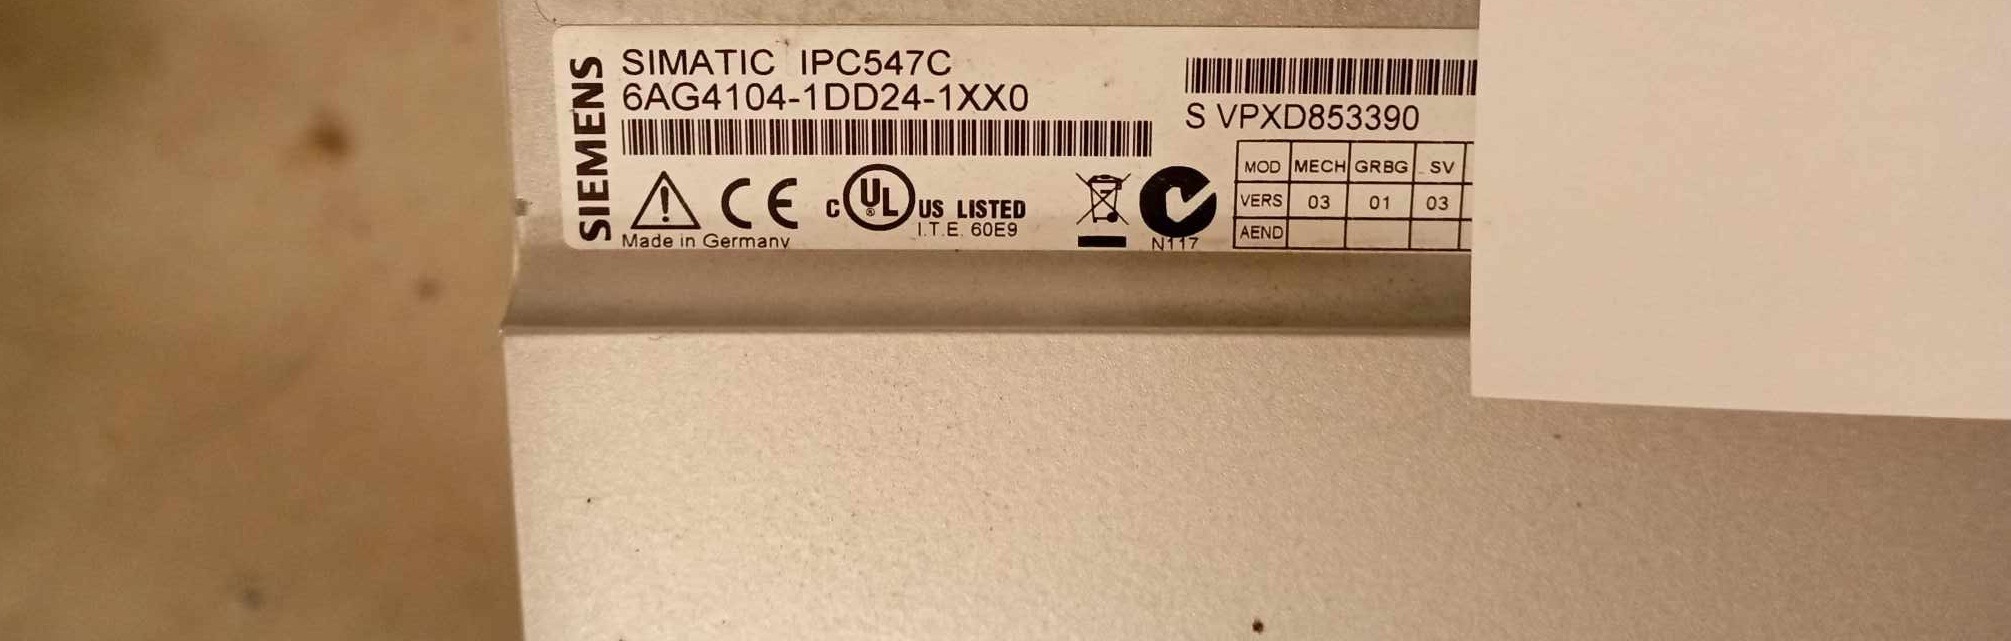 SIEMENS
SIMATIC IPC547C
6AG4104-1DD24-1XX0
S VPXD853390
MOD MECH GRBG SV
VERS 03 01 03
AEND
CE
C UL ® US LISTED
I.T.E. 60E9
N117
Made in Germany